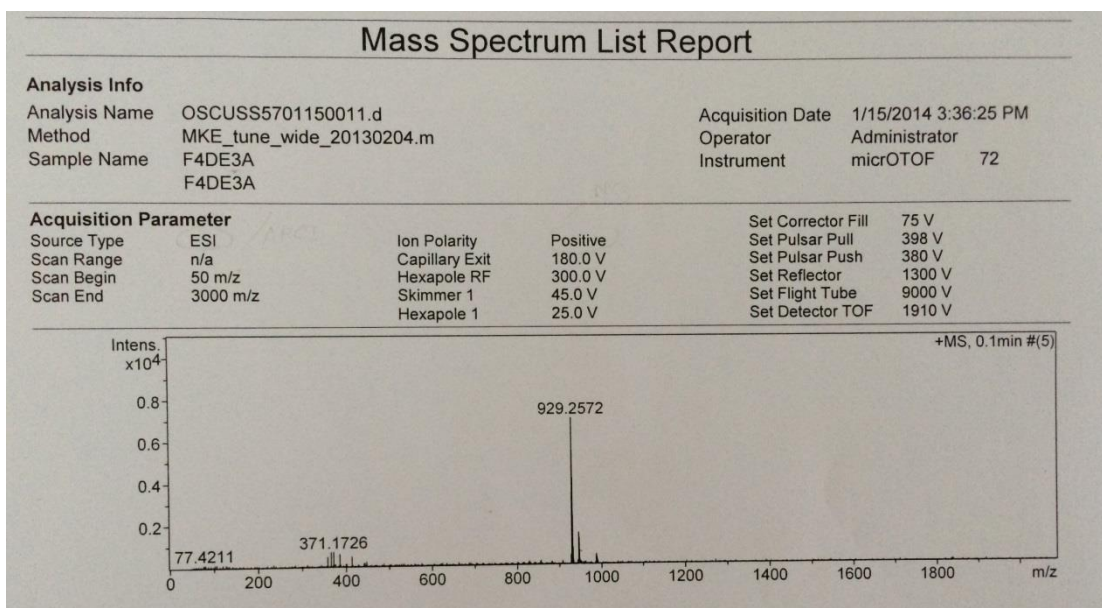 Mass Spectrum List Report
Analysis Info
Analysis Name OSCUSS5701150011.d Acquisition Date 1/15/2014 3:36:25 PM
Method MKE_tune_wide_20130204.m Operator Administrator
Sample Name F4DE3A Instrument micrOTOF 72
F4DE3A
Acquisition Parameter Set Corrector Fill 75 V
Source Type ESI Ion Polarity Positive Set Pulsar Pull 398 V
Scan Range n/a Capillary Exit 180.0 V Set Pulsar Push 380 V
Scan Begin 50 m/z Hexapole RF 300.0 V Set Reflector 1300 V
Scan End 3000 m/z Skimmer 1 45.0 V Set Flight Tube 9000 V
Hexapole 1 25.0 V Set Detector TOF 1910 V
Intens. +MS, 0.1min #(5)
x10⁴
0.8
929.2572
0.6
0.4
0.2
371.1726
77.4211
0 200 400 600 800 1000 1200 1400 1600 1800 m/z